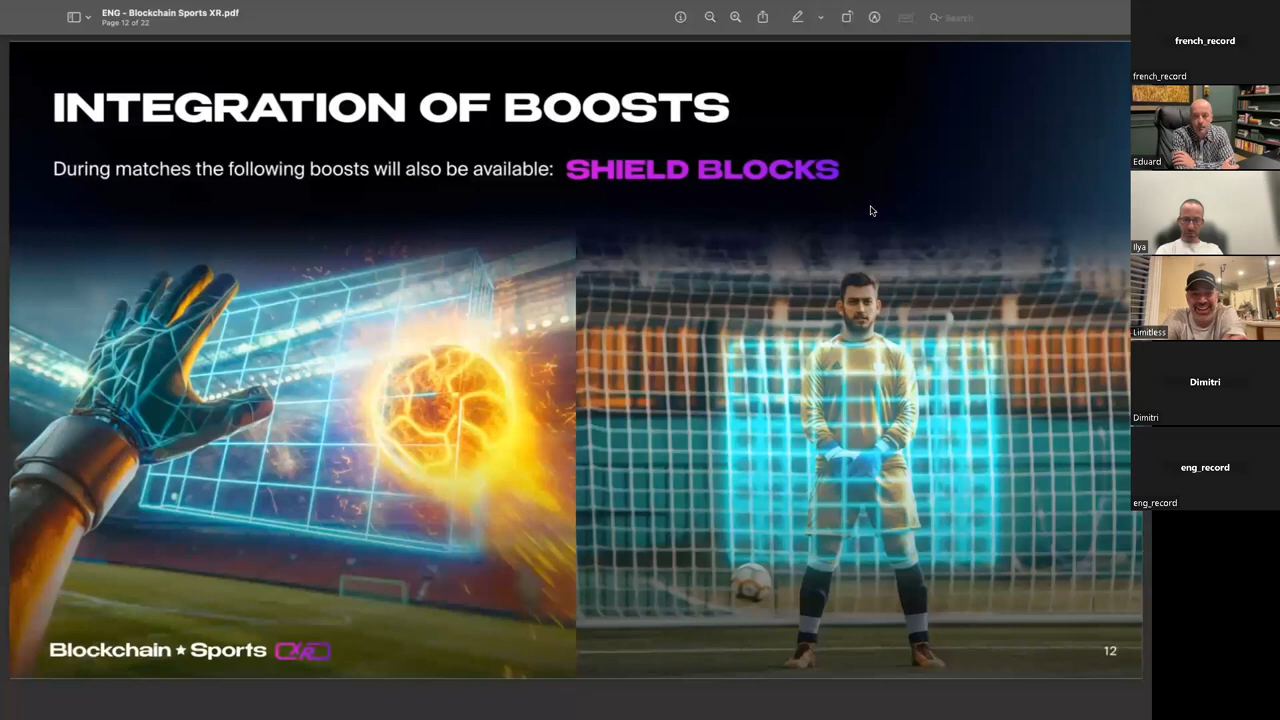 ENG - Blockchain Sports XR.pdf
Page 12 of 22
Search
INTEGRATION OF BOOSTS
During matches the following boosts will also be available: SHIELD BLOCKS
Blockchain ★ Sports XR
12
french_record
french_record
Eduard
Ilya
Limitless
Dimitri
Dimitri
eng_record
eng_record